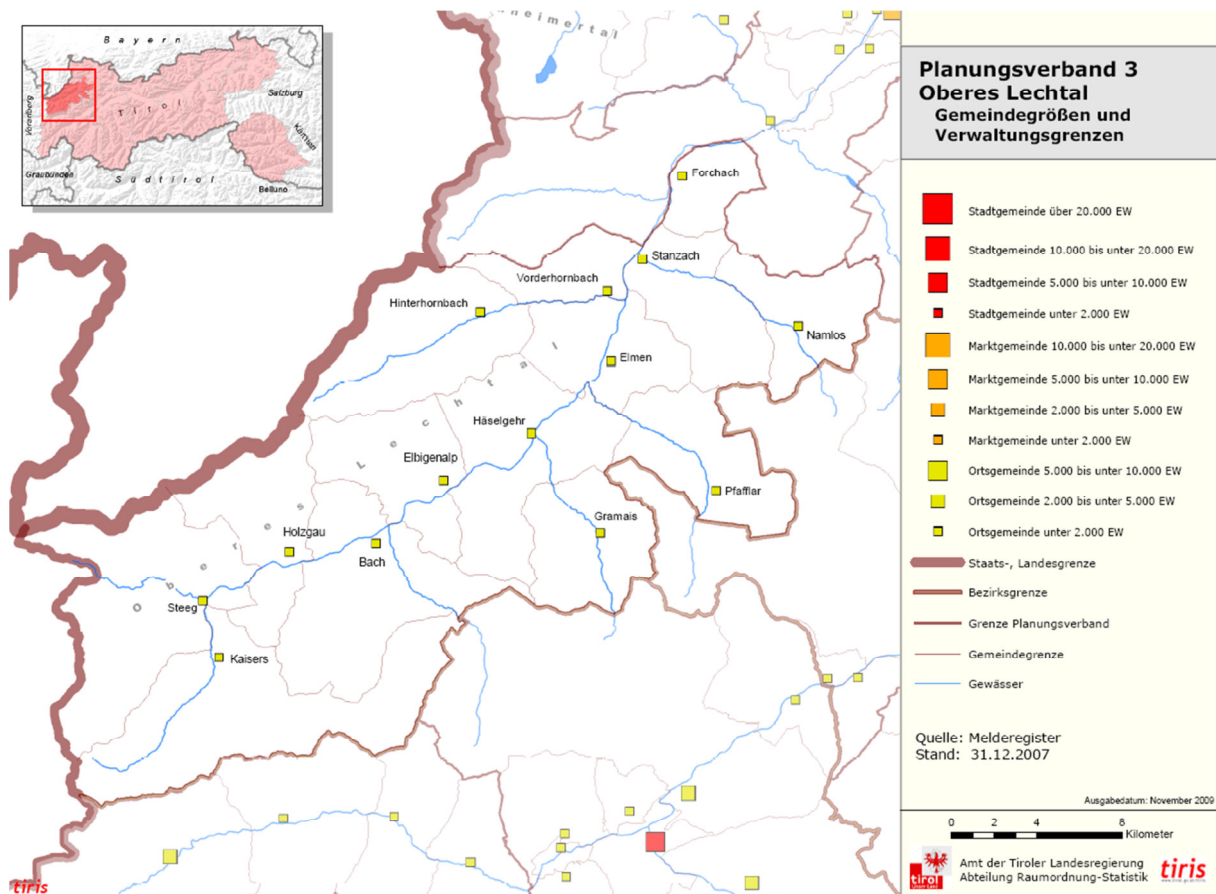 B a y e r n
Vorarlberg
T i r o l
Salzburg
Kärnten
Graubünden
S ü d t i r o l
Belluno
heimertal
Forchach
Stanzach
Vorderhornbach
Hinterhornbach
Namlos
Elmen
Häselgehr
Elbigenalp
Pfafflar
Gramais
Holzgau
Bach
Steeg
Kaisers
O b e r e s L e c h t a l
tiris
Planungsverband 3
Oberes Lechtal
Gemeindegrößen und
Verwaltungsgrenzen
Stadtgemeinde über 20.000 EW
Stadtgemeinde 10.000 bis unter 20.000 EW
Stadtgemeinde 5.000 bis unter 10.000 EW
Stadtgemeinde unter 2.000 EW
Marktgemeinde 10.000 bis unter 20.000 EW
Marktgemeinde 5.000 bis unter 10.000 EW
Marktgemeinde 2.000 bis unter 5.000 EW
Marktgemeinde unter 2.000 EW
Ortsgemeinde 5.000 bis unter 10.000 EW
Ortsgemeinde 2.000 bis unter 5.000 EW
Ortsgemeinde unter 2.000 EW
Staats-, Landesgrenze
Bezirksgrenze
Grenze Planungsverband
Gemeindegrenze
Gewässer
Quelle: Melderegister
Stand: 31.12.2007
Ausgabedatum: November 2009
0 2 4 8
Kilometer
tirol
Unser Land
Amt der Tiroler Landesregierung
Abteilung Raumordnung-Statistik
tiris